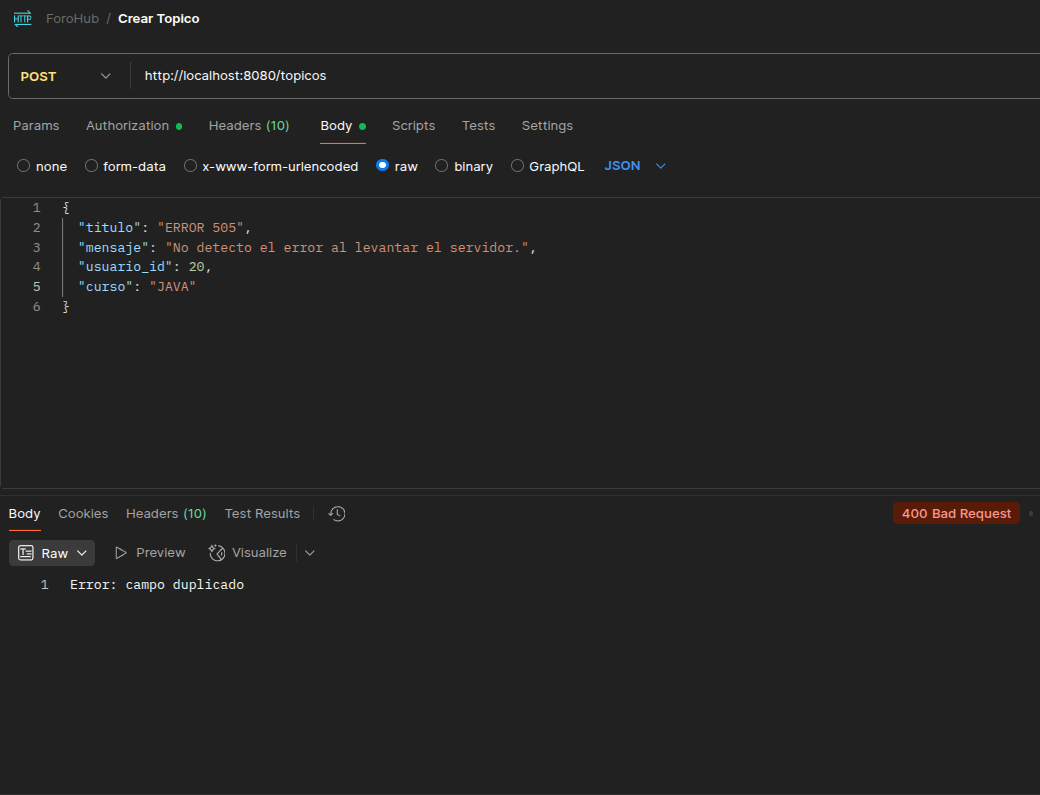 HTTP ForoHub / Crear Topico
POST http://localhost:8080/topicos
Params Authorization Headers (10) Body Scripts Tests Settings
none form-data x-www-form-urlencoded raw binary GraphQL JSON
1 {
2 "titulo": "ERROR 505",
3 "mensaje": "No detecto el error al levantar el servidor.",
4 "usuario_id": 20,
5 "curso": "JAVA"
6 }
Body Cookies Headers (10) Test Results 400 Bad Request
Raw Preview Visualize
1 Error: campo duplicado